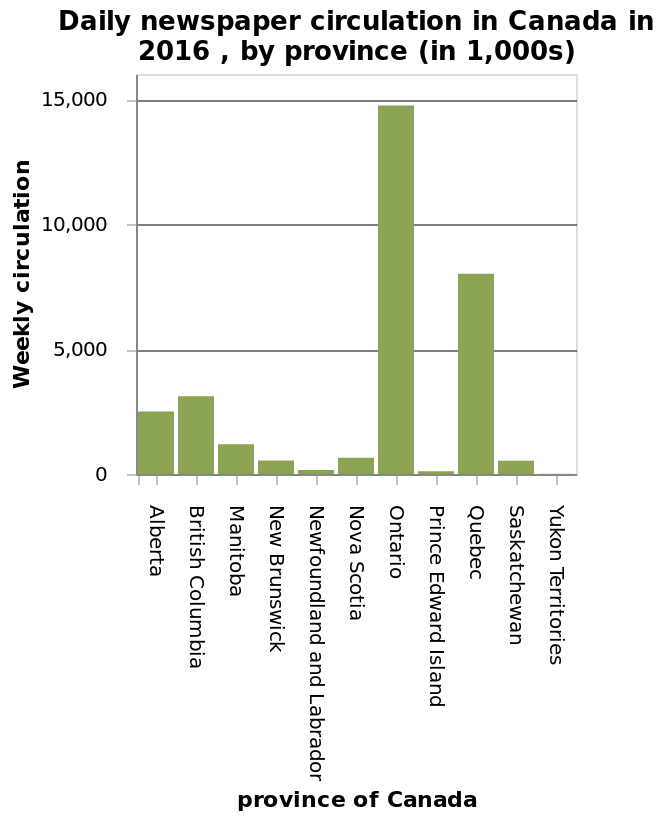 Daily newspaper circulation in Canada in
2016 , by province (in 1,000s)
Weekly circulation
15,000
10,000
5,000
0
Alberta
British Columbia
Manitoba
New Brunswick
Newfoundland and Labrador
Nova Scotia
Ontario
Prince Edward Island
Quebec
Saskatchewan
Yukon Territories
province of Canada